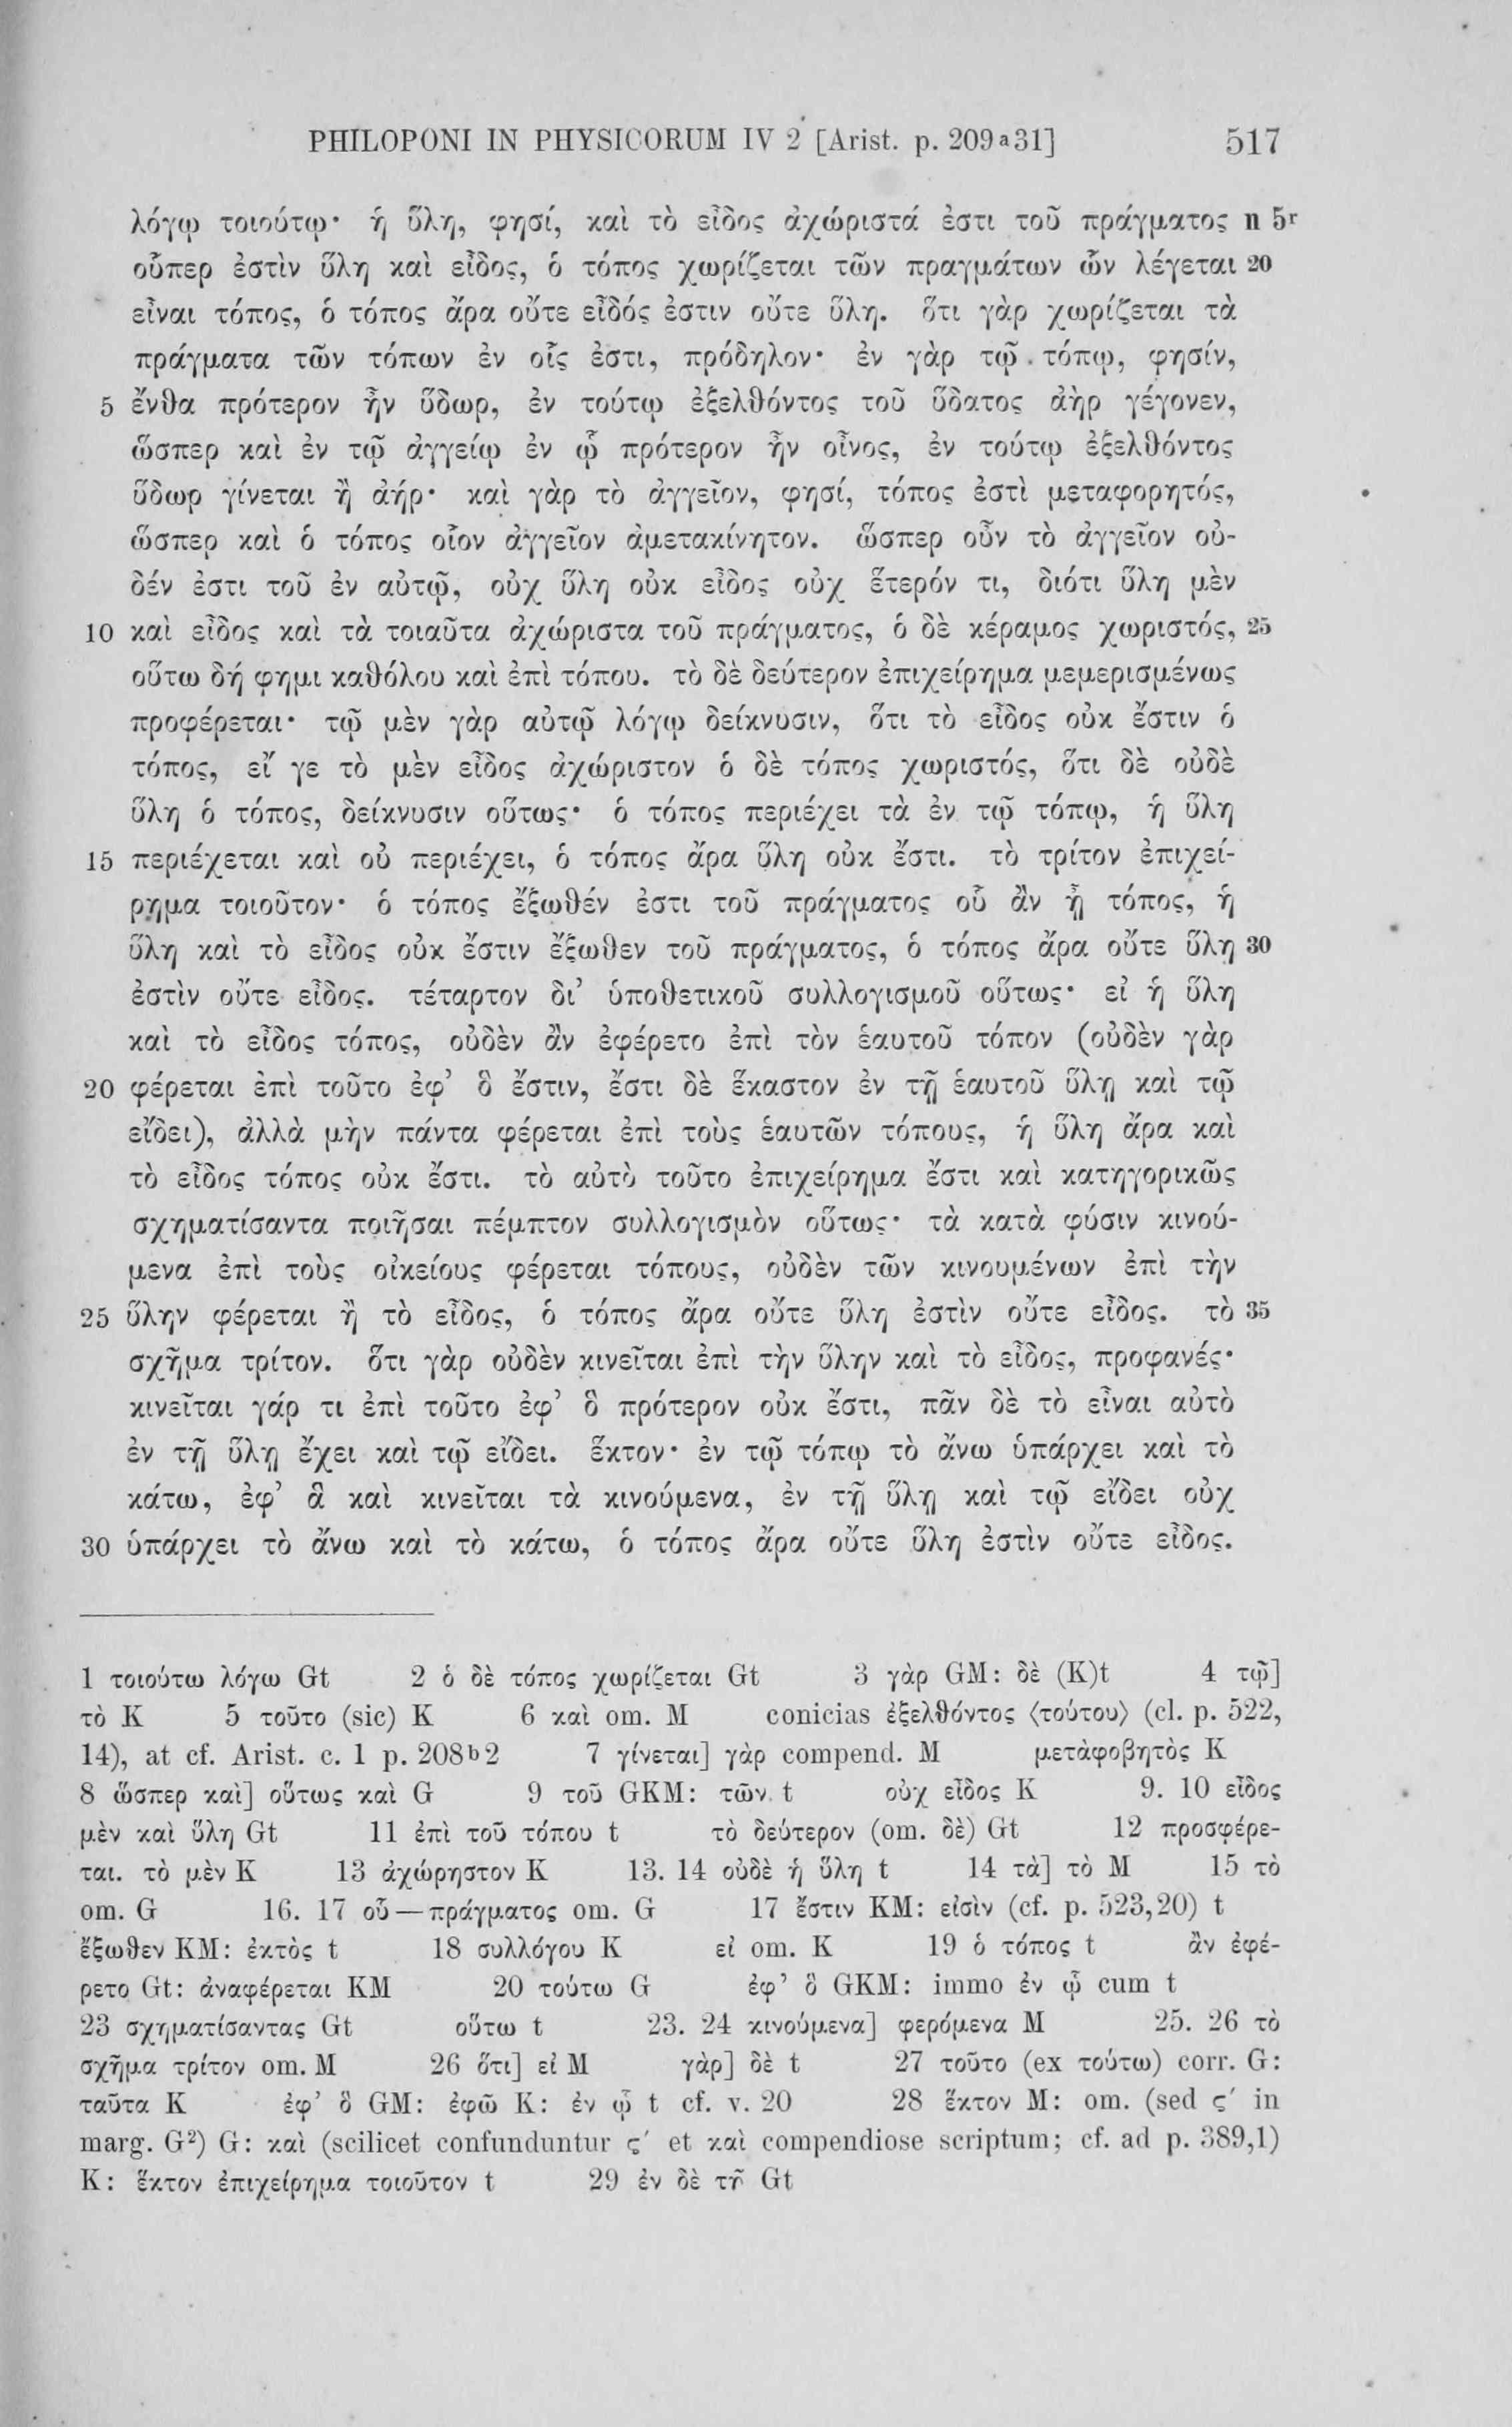 PHILOPONI IN PHYSICORUM IV 2 [Arist. p. 209a31] 517
λόγῳ τοιούτῳ· ἡ ὕλη, φησί, καὶ τὸ εἶδος ἀχώριστά ἐστι τοῦ πράγματος n 5r
οὗπερ ἐστὶν ὕλη καὶ εἶδος, ὁ τόπος χωρίζεται τῶν πραγμάτων ὧν λέγεται 20
εἶναι τόπος, ὁ τόπος ἄρα οὔτε εἶδός ἐστιν οὔτε ὕλη. ὅτι γὰρ χωρίζεται τὰ
πράγματα τῶν τόπων ἐν οἷς ἐστι, πρόδηλον· ἐν γὰρ τῷ τόπῳ, φησίν,
5 ἔνθα πρότερον ἦν ὕδωρ, ἐν τούτῳ ἐξελθόντος τοῦ ὕδατος ἀὴρ γέγονεν,
ὥσπερ καὶ ἐν τῷ ἀγγείῳ ἐν ᾧ πρότερον ἦν οἶνος, ἐν τούτῳ ἐξελθόντος
ὕδωρ γίνεται ἢ ἀήρ· καὶ γὰρ τὸ ἀγγεῖον, φησί, τόπος ἐστὶ μεταφορητός,
ὥσπερ καὶ ὁ τόπος οἷον ἀγγεῖον ἀμετακίνητον. ὥσπερ οὖν τὸ ἀγγεῖον οὐ-
δέν ἐστι τοῦ ἐν αὐτῷ, οὐχ ὕλη οὐκ εἶδος οὐχ ἕτερόν τι, διότι ὕλη μὲν
10 καὶ εἶδος καὶ τὰ τοιαῦτα ἀχώριστα τοῦ πράγματος, ὁ δὲ κέραμος χωριστός, 25
οὕτω δή φημι καθόλου καὶ ἐπὶ τόπου. τὸ δὲ δεύτερον ἐπιχείρημα μεμερισμένως
προφέρεται· τῷ μὲν γὰρ αὐτῷ λόγῳ δείκνυσιν, ὅτι τὸ εἶδος οὐκ ἔστιν ὁ
τόπος, εἴ γε τὸ μὲν εἶδος ἀχώριστον ὁ δὲ τόπος χωριστός, ὅτι δὲ οὐδὲ
ὕλη ὁ τόπος, δείκνυσιν οὕτως· ὁ τόπος περιέχει τὰ ἐν τῷ τόπῳ, ἡ ὕλη
15 περιέχεται καὶ οὐ περιέχει, ὁ τόπος ἄρα ὕλη οὐκ ἔστι. τὸ τρίτον ἐπιχεί-
ρημα τοιοῦτον· ὁ τόπος ἔξωθέν ἐστι τοῦ πράγματος οὗ ἂν ᾖ τόπος, ἡ
ὕλη καὶ τὸ εἶδος οὐκ ἔστιν ἔξωθεν τοῦ πράγματος, ὁ τόπος ἄρα οὔτε ὕλη 30
ἐστὶν οὔτε εἶδος. τέταρτον δι’ ὑποθετικοῦ συλλογισμοῦ οὕτως· εἰ ἡ ὕλη
καὶ τὸ εἶδος τόπος, οὐδὲν ἂν ἐφέρετο ἐπὶ τὸν ἑαυτοῦ τόπον (οὐδὲν γὰρ
20 φέρεται ἐπὶ τοῦτο ἐφ’ ὃ ἔστιν, ἔστι δὲ ἕκαστον ἐν τῇ ἑαυτοῦ ὕλῃ καὶ τῷ
εἴδει), ἀλλὰ μὴν πάντα φέρεται ἐπὶ τοὺς ἑαυτῶν τόπους, ἡ ὕλη ἄρα καὶ
τὸ εἶδος τόπος οὐκ ἔστι. τὸ αὐτὸ τοῦτο ἐπιχείρημα ἔστι καὶ κατηγορικῶς
σχηματίσαντα ποιῆσαι πέμπτον συλλογισμὸν οὕτως· τὰ κατὰ φύσιν κινού-
μενα ἐπὶ τοὺς οἰκείους φέρεται τόπους, οὐδὲν τῶν κινουμένων ἐπὶ τὴν
25 ὕλην φέρεται ἢ τὸ εἶδος, ὁ τόπος ἄρα οὔτε ὕλη ἐστὶν οὔτε εἶδος. τὸ 35
σχῆμα τρίτον. ὅτι γὰρ οὐδὲν κινεῖται ἐπὶ τὴν ὕλην καὶ τὸ εἶδος, προφανές·
κινεῖται γάρ τι ἐπὶ τοῦτο ἐφ’ ὃ πρότερον οὐκ ἔστι, πᾶν δὲ τὸ εἶναι αὐτὸ
ἐν τῇ ὕλῃ ἔχει καὶ τῷ εἴδει. ἕκτον· ἐν τῷ τόπῳ τὸ ἄνω ὑπάρχει καὶ τὸ
κάτω, ἐφ’ ἃ καὶ κινεῖται τὰ κινούμενα, ἐν τῇ ὕλῃ καὶ τῷ εἴδει οὐχ
30 ὑπάρχει τὸ ἄνω καὶ τὸ κάτω, ὁ τόπος ἄρα οὔτε ὕλη ἐστὶν οὔτε εἶδος.
1 τοιούτω λόγω Gt 2 ὁ δὲ τόπος χωρίζεται Gt 3 γὰρ GM: δὲ (K)t 4 τῷ]
τὸ K 5 τοῦτο (sic) K 6 καὶ om. M conicias ἐξελθόντος ⟨τούτου⟩ (cl. p. 522,
14), at cf. Arist. c. 1 p. 208b2 7 γίνεται] γὰρ compend. M μετὰφοβητὸς K
8 ὥσπερ καὶ] οὕτως καὶ G 9 τοῦ GKM: τῶν t οὐχ εἶδος K 9. 10 εἶδος
μὲν καὶ ὕλη Gt 11 ἐπὶ τοῦ τόπου t τὸ δεύτερον (om. δὲ) Gt 12 προσφέρε-
ται. τὸ μὲν K 13 ἀχώρηστον K 13. 14 οὐδὲ ἡ ὕλη t 14 τὰ] τὸ M 15 τὸ
om. G 16. 17 οὗ — πράγματος om. G 17 ἔστιν KM: εἰσὶν (cf. p. 523,20) t
ἔξωθεν KM: ἐκτὸς t 18 συλλόγου K εἰ om. K 19 ὁ τόπος t ἂν ἐφέ-
ρετο Gt: ἀναφέρεται KM 20 τούτω G ἐφ’ ὃ GKM: immo ἐν ᾧ cum t
23 σχηματίσαντας Gt οὕτω t 23. 24 κινούμενα] φερόμενα M 25. 26 τὸ
σχῆμα τρίτον om. M 26 ὅτι] εἰ M γὰρ] δὲ t 27 τοῦτο (ex τούτω) corr. G:
ταῦτα K ἐφ’ ὃ GM: ἐφῶ K: ἐν ᾧ t cf. v. 20 28 ἕκτον M: om. (sed ϛ′ in
marg. G²) G: καὶ (scilicet confunduntur ϛ′ et καὶ compendiose scriptum; cf. ad p. 389,1)
K: ἕκτον ἐπιχείρημα τοιοῦτον t 29 ἐν δὲ τῆ Gt